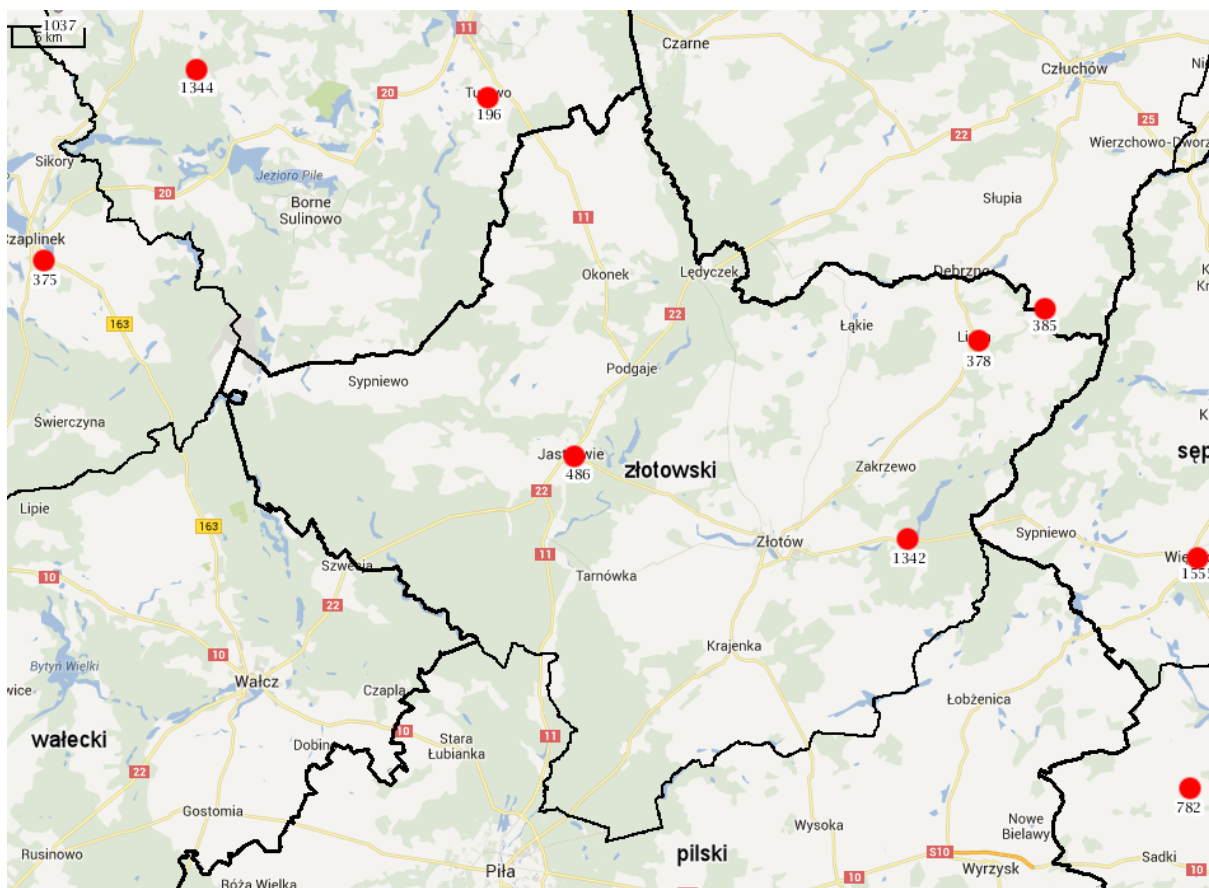 1037
5 km
11
Czarne
Człuchów
1344
20
196
25
22
Wierzchowo-Dworz
Sikory
Jezioro Pile
20
Borne
Sulinowo
Słupia
11
Czaplinek
375
Okonek
Lędyczek
Debrzno
163
22
Łąkie
385
378
Sypniewo
Podgaje
Świerczyna
486
złotowski
Zakrzewo
sęp
22
Lipie
163
11
Złotów
1342
Sypniewo
1551
10
Szwecja
Tarnówka
22
10
Krajenka
Bytyń Wielki
Wałcz
Czapla
Łobżenica
wałecki
10
11
Stara
Łubianka
22
782
Gostomia
Wysoka
Nowe
Bielawy
pilski
S10
Rusinowo
Piła
Wyrzysk
Sadki
10
Róża Wielka
10